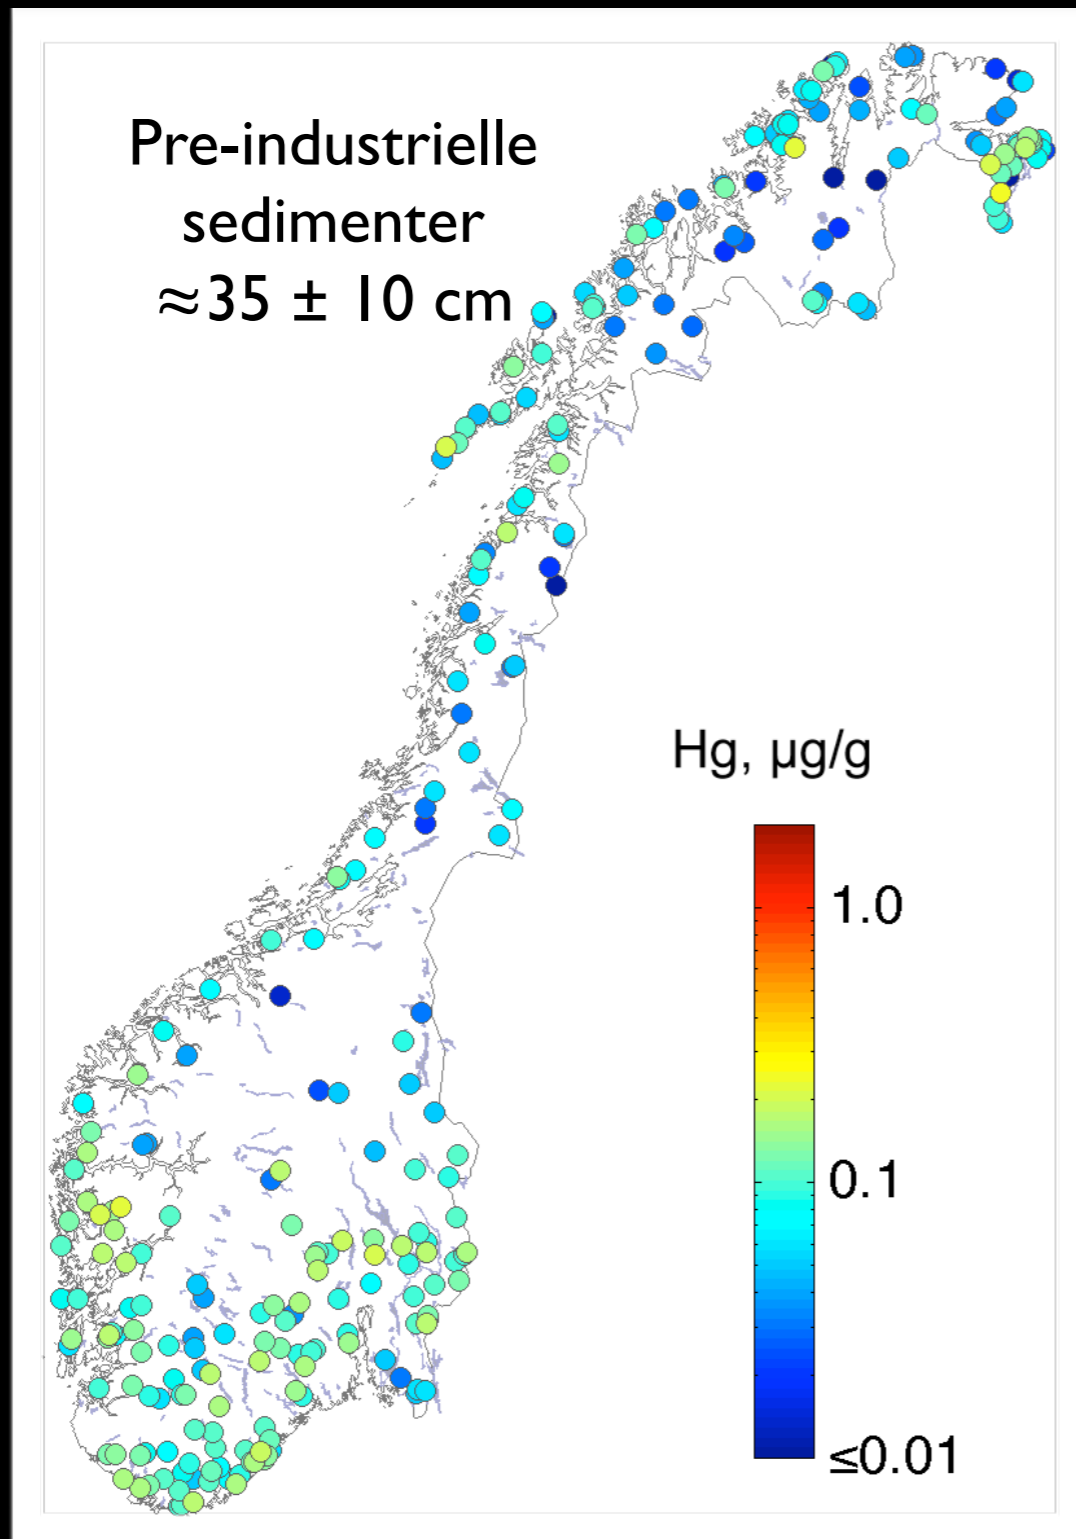 Pre-industrielle
sedimenter
≈35 ± 10 cm
Hg, µg/g
1.0
0.1
≤0.01